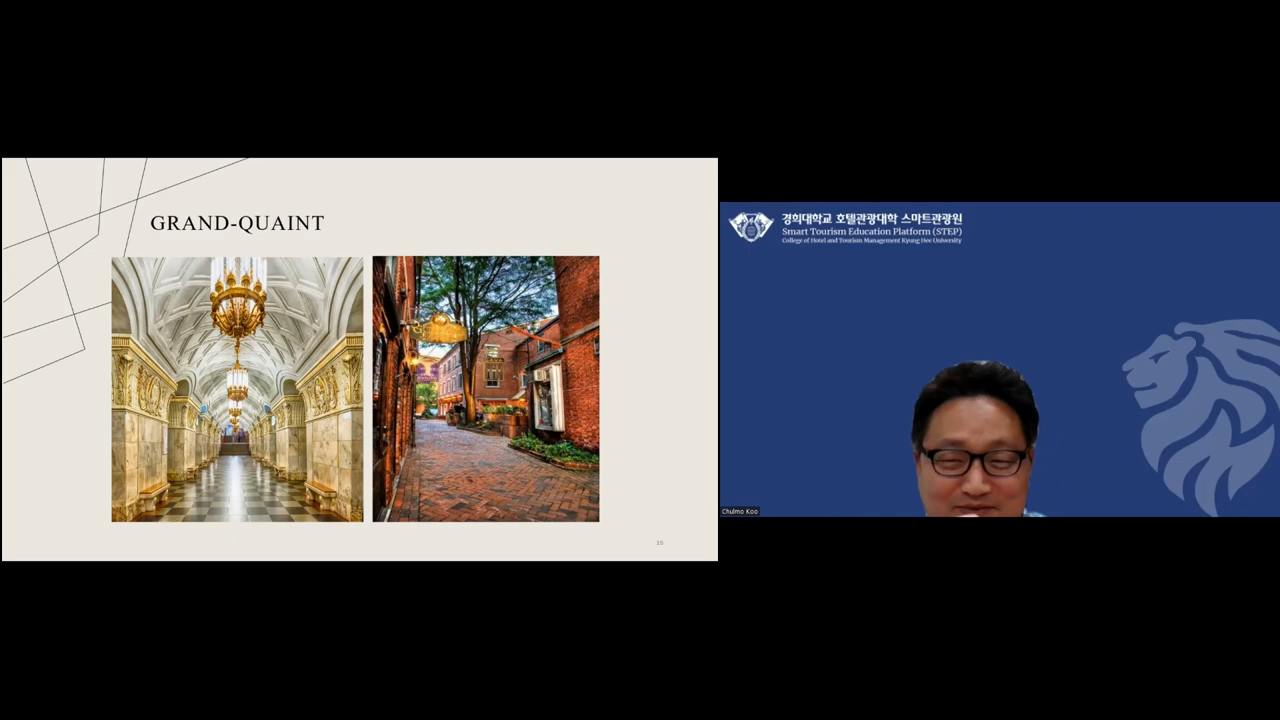 GRAND-QUAINT
15
경희대학교 호텔관광대학 스마트관광원
Smart Tourism Education Platform (STEP)
College of Hotel and Tourism Management Kyung Hee University
Chulmo Koo